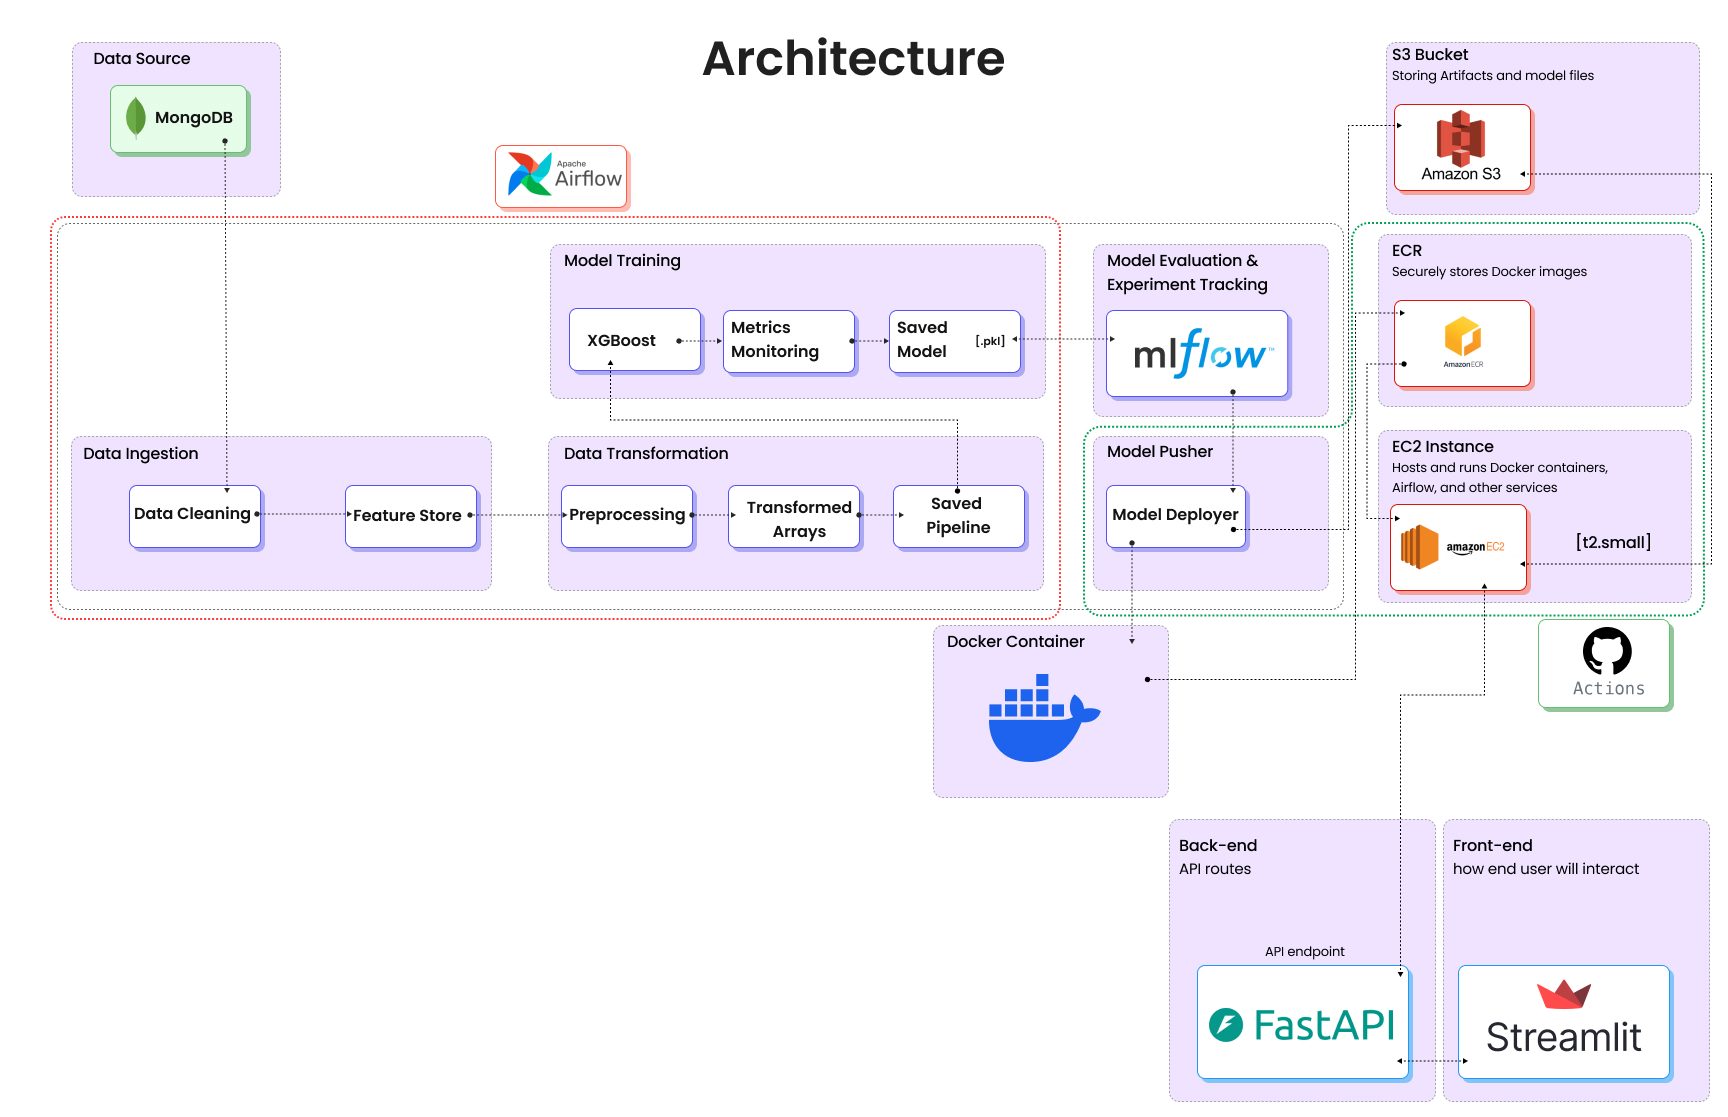 Architecture
Data Source
MongoDB
Apache
Airflow
S3 Bucket
Storing Artifacts and model files
Amazon S3
Model Training
XGBoost
Metrics
Monitoring
Saved
Model
[.pkl]
Model Evaluation &
Experiment Tracking
mlflow™
ECR
Securely stores Docker images
Amazon ECR
Data Ingestion
Data Cleaning
Feature Store
Data Transformation
Preprocessing
Transformed
Arrays
Saved
Pipeline
Model Pusher
Model Deployer
EC2 Instance
Hosts and runs Docker containers,
Airflow, and other services
amazon EC2
[t2.small]
Docker Container
Actions
Back-end
API routes
API endpoint
FastAPI
Front-end
how end user will interact
Streamlit